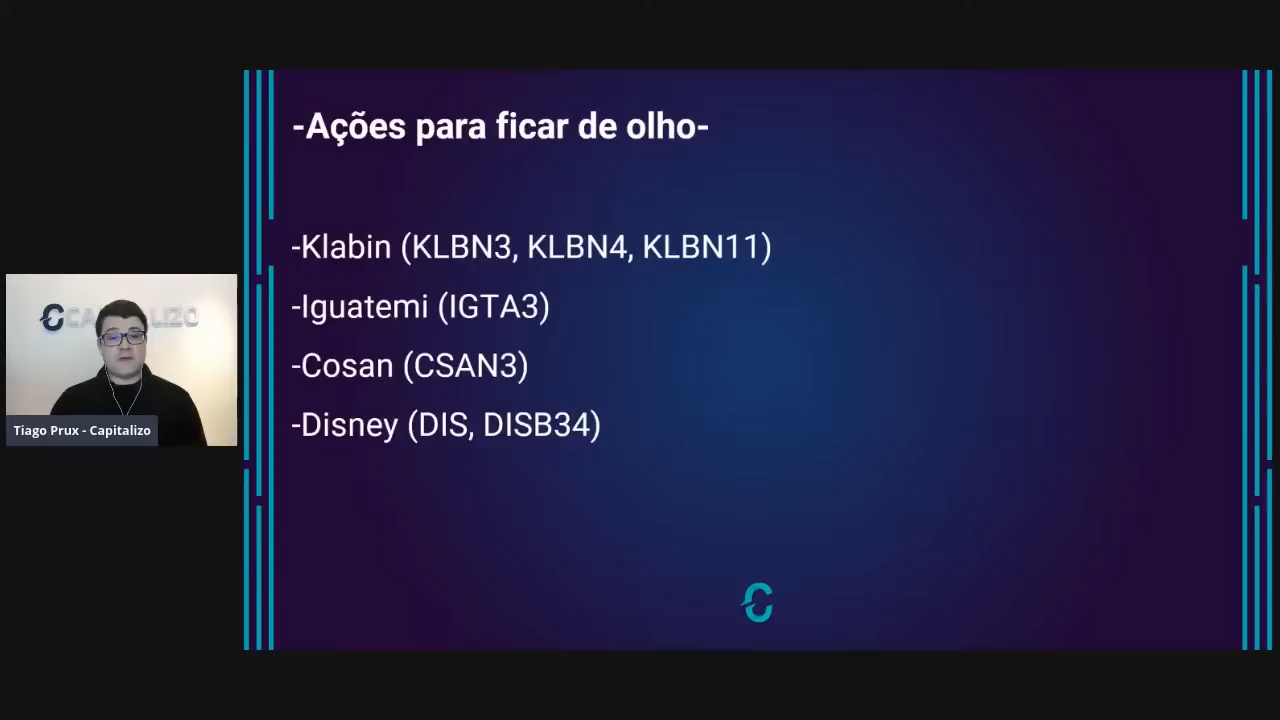 -Ações para ficar de olho-
-Klabin (KLBN3, KLBN4, KLBN11)
-Iguatemi (IGTA3)
-Cosan (CSAN3)
-Disney (DIS, DISB34)
CAPITALIZO
Tiago Prux - Capitalizo